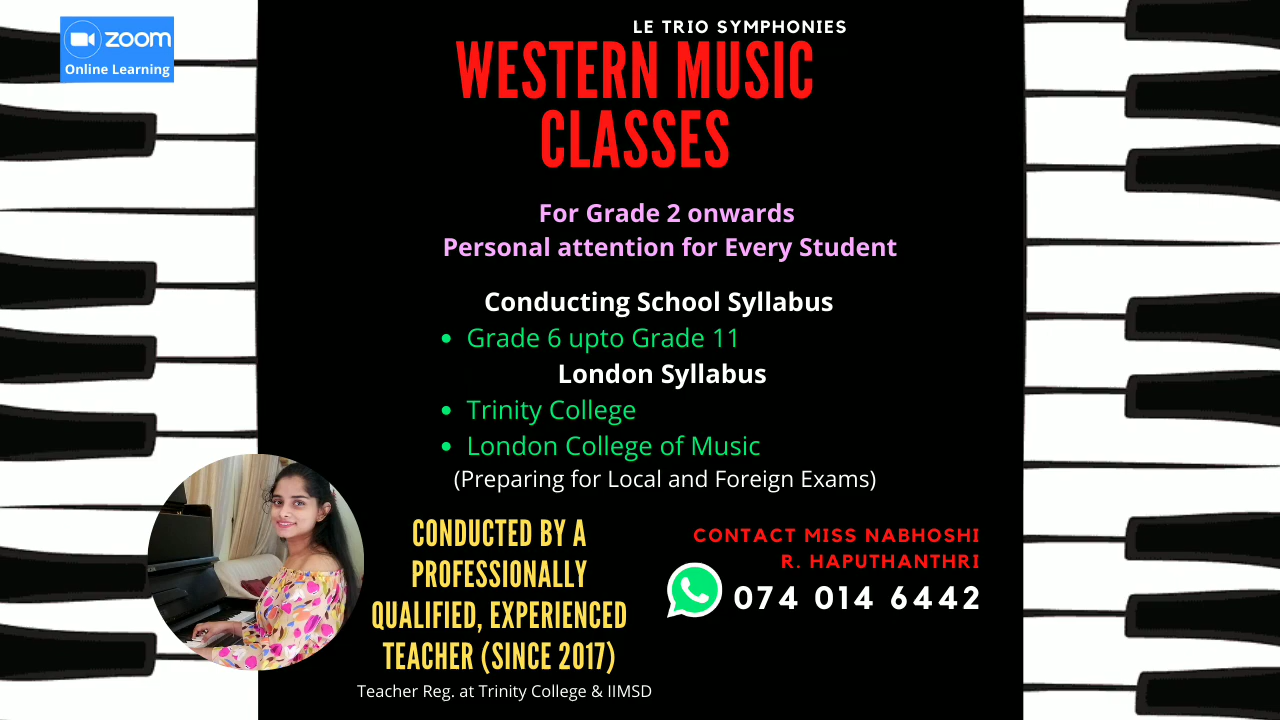 zoom
Online Learning
LE TRIO SYMPHONIES
WESTERN MUSIC
CLASSES
For Grade 2 onwards
Personal attention for Every Student
Conducting School Syllabus
• Grade 6 upto Grade 11
London Syllabus
• Trinity College
• London College of Music
(Preparing for Local and Foreign Exams)
CONDUCTED BY A
PROFESSIONALLY
QUALIFIED, EXPERIENCED
TEACHER (SINCE 2017)
Teacher Reg. at Trinity College & IIMSD
CONTACT MISS NABHOSHI
R. HAPUTHANTHRI
074 014 6442